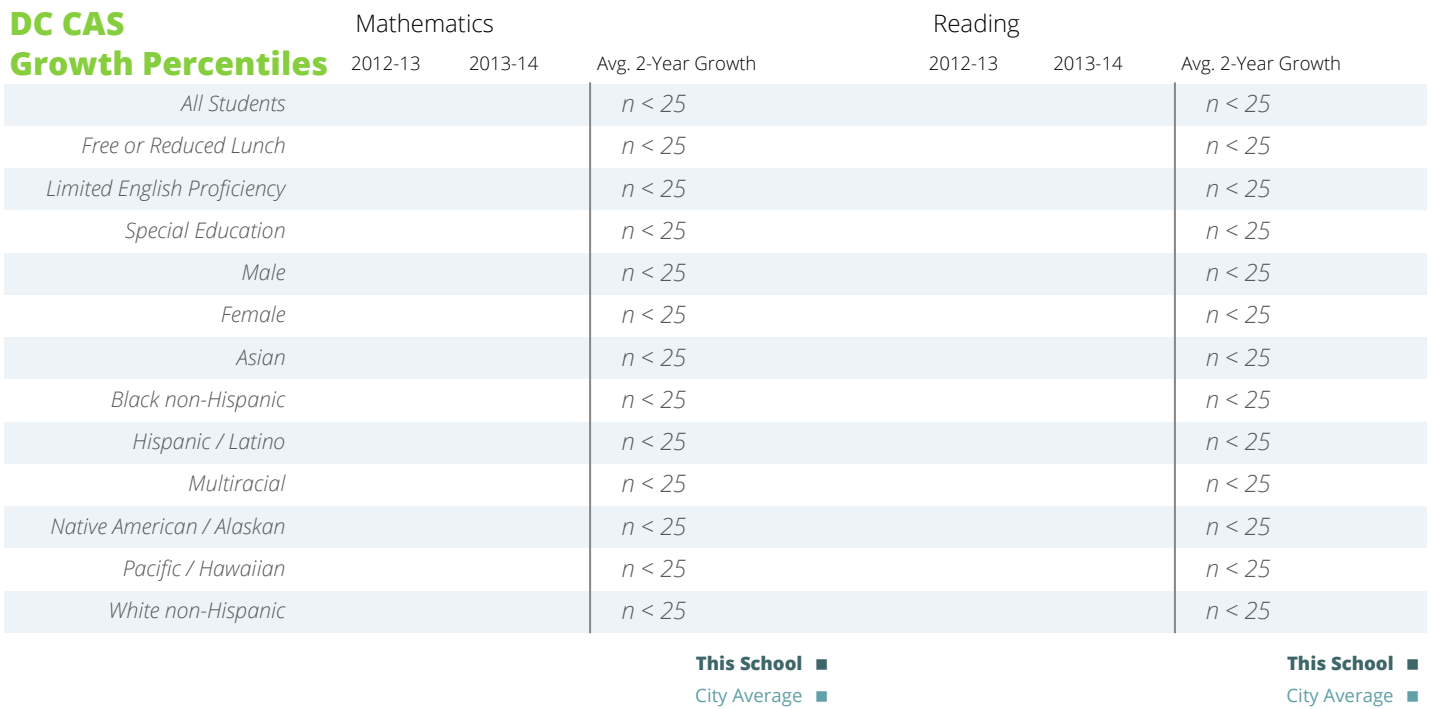 DC CAS
Growth Percentiles
Mathematics Reading
2012-13 2013-14 Avg. 2-Year Growth 2012-13 2013-14 Avg. 2-Year Growth
All Students n < 25 n < 25
Free or Reduced Lunch n < 25 n < 25
Limited English Proficiency n < 25 n < 25
Special Education n < 25 n < 25
Male n < 25 n < 25
Female n < 25 n < 25
Asian n < 25 n < 25
Black non-Hispanic n < 25 n < 25
Hispanic / Latino n < 25 n < 25
Multiracial n < 25 n < 25
Native American / Alaskan n < 25 n < 25
Pacific / Hawaiian n < 25 n < 25
White non-Hispanic n < 25 n < 25
This School This School
City Average City Average